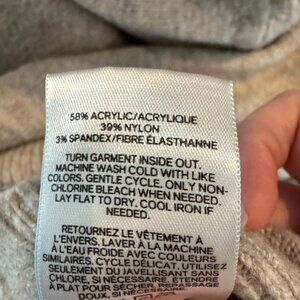 58% ACRYLIC/ACRYLIQUE
39% NYLON
3% SPANDEX/FIBRE ÉLASTHANNE
TURN GARMENT INSIDE OUT.
MACHINE WASH COLD WITH LIKE
COLORS. GENTLE CYCLE. ONLY NON-
CHLORINE BLEACH WHEN NEEDED.
LAY FLAT TO DRY. COOL IRON IF
NEEDED.
RETOURNEZ LE VÊTEMENT À
L'ENVERS. LAVER À LA MACHINE
À L'EAU FROIDE AVEC COULEURS
SIMILAIRES. CYCLE DÉLICAT. UTILISEZ
SEULEMENT DU JAVELLISANT SANS
CHLORE, SI NÉCESSAIRE. ÉTENDRE
À PLAT POUR SÉCHER. REPASSAGE
DOUX, SI